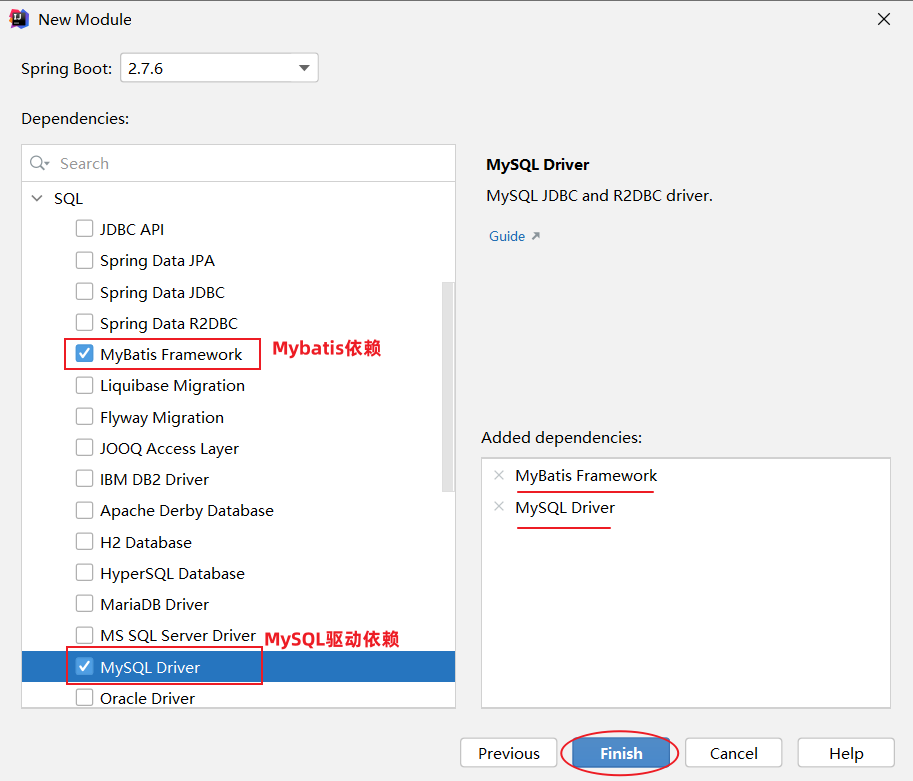 New Module
Spring Boot: 2.7.6
Dependencies:
Search
SQL
JDBC API
Spring Data JPA
Spring Data JDBC
Spring Data R2DBC
MyBatis Framework Mybatis依赖
Liquibase Migration
Flyway Migration
JOOQ Access Layer
IBM DB2 Driver
Apache Derby Database
H2 Database
HyperSQL Database
MariaDB Driver
MS SQL Server Driver
MySQL驱动依赖
MySQL Driver
Oracle Driver
MySQL Driver
MySQL JDBC and R2DBC driver.
Guide
Added dependencies:
MyBatis Framework
MySQL Driver
Previous Finish Cancel Help